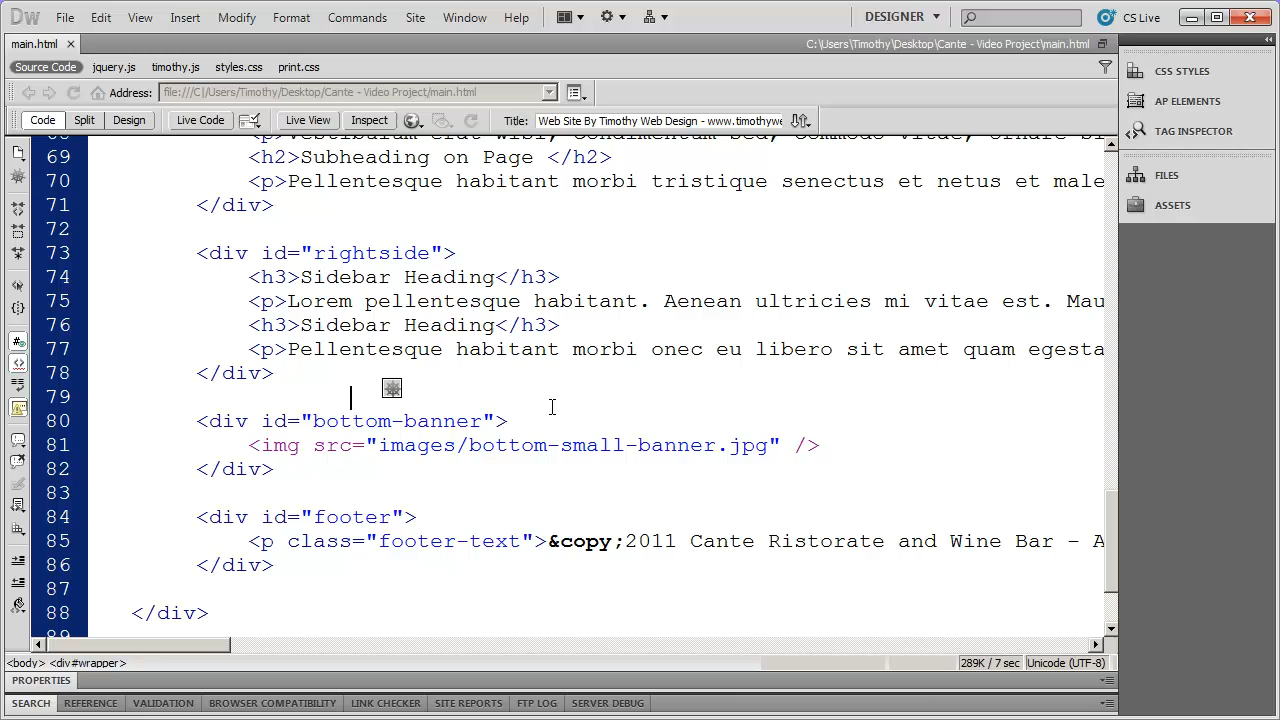 Dw File Edit View Insert Modify Format Commands Site Window Help DESIGNER CS Live
main.html C:\Users\Timothy\Desktop\Cante - Video Project\main.html
Source Code jquery.js timothy.js styles.css print.css
Address: file:///C|/Users/Timothy/Desktop/Cante - Video Project/main.html
Code Split Design Live Code Live View Inspect Title: Web Site By Timothy Web Design - www.timothywe
CSS STYLES
AP ELEMENTS
TAG INSPECTOR
FILES
ASSETS
69 <h2>Subheading on Page </h2>
70 <p>Pellentesque habitant morbi tristique senectus et netus et male
71 </div>
72
73 <div id="rightside">
74 <h3>Sidebar Heading</h3>
75 <p>Lorem pellentesque habitant. Aenean ultricies mi vitae est. Mau
76 <h3>Sidebar Heading</h3>
77 <p>Pellentesque habitant morbi onec eu libero sit amet quam egesta
78 </div>
79
80 <div id="bottom-banner">
81 <img src="images/bottom-small-banner.jpg" />
82 </div>
83
84 <div id="footer">
85 <p class="footer-text">&copy;2011 Cante Ristorate and Wine Bar - A
86 </div>
87
88 </div>
<body> <div#wrapper> 289K / 7 sec Unicode (UTF-8)
PROPERTIES
SEARCH REFERENCE VALIDATION BROWSER COMPATIBILITY LINK CHECKER SITE REPORTS FTP LOG SERVER DEBUG